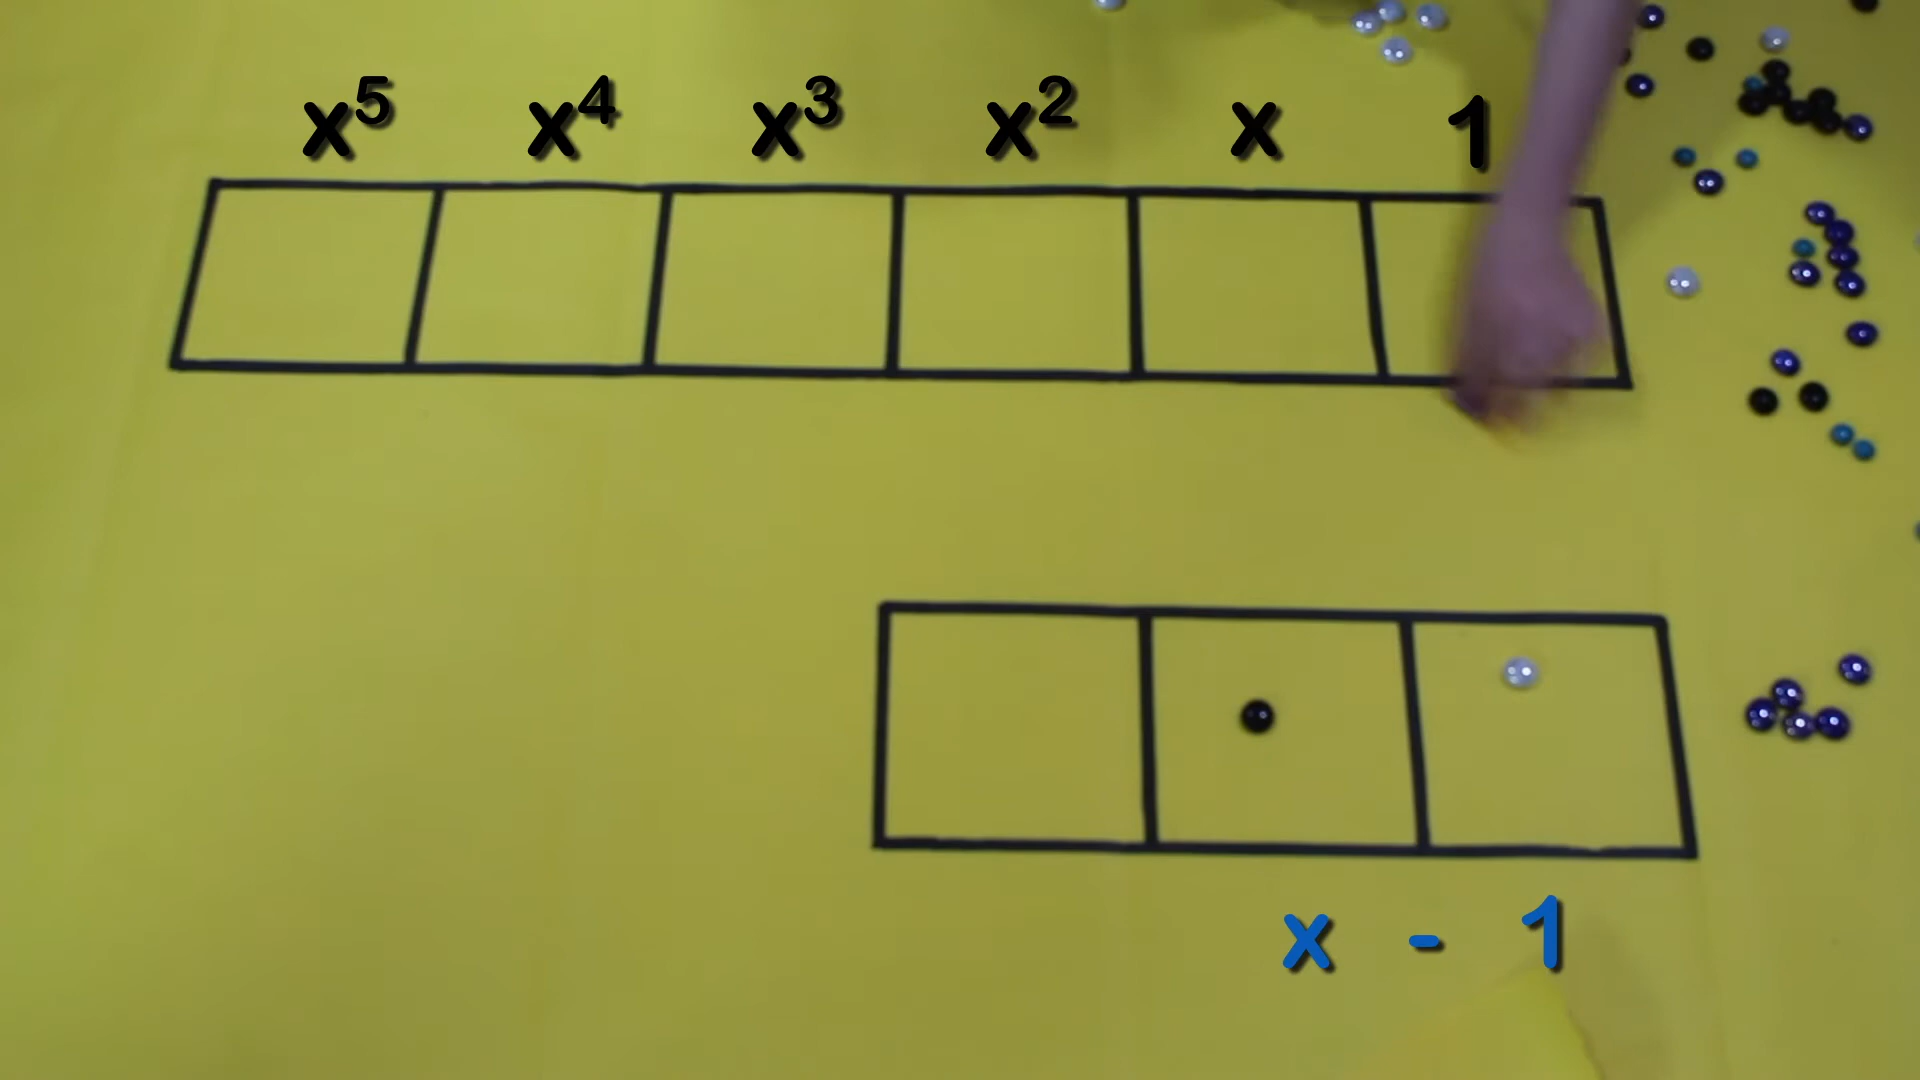 x⁵ x⁴ x³ x² x 1
x - 1